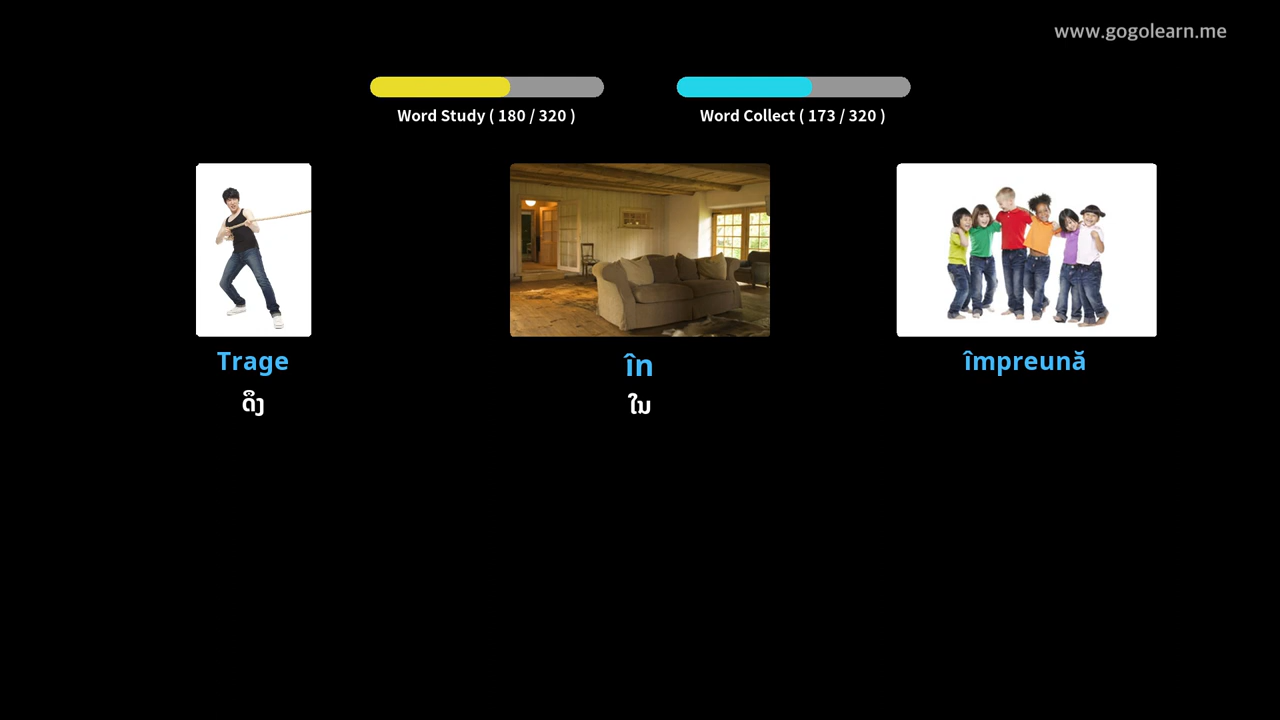 www.gogolearn.me
Word Study ( 180 / 320 )
Word Collect ( 173 / 320 )
Trage
ດຶງ
în
ໃນ
împreună